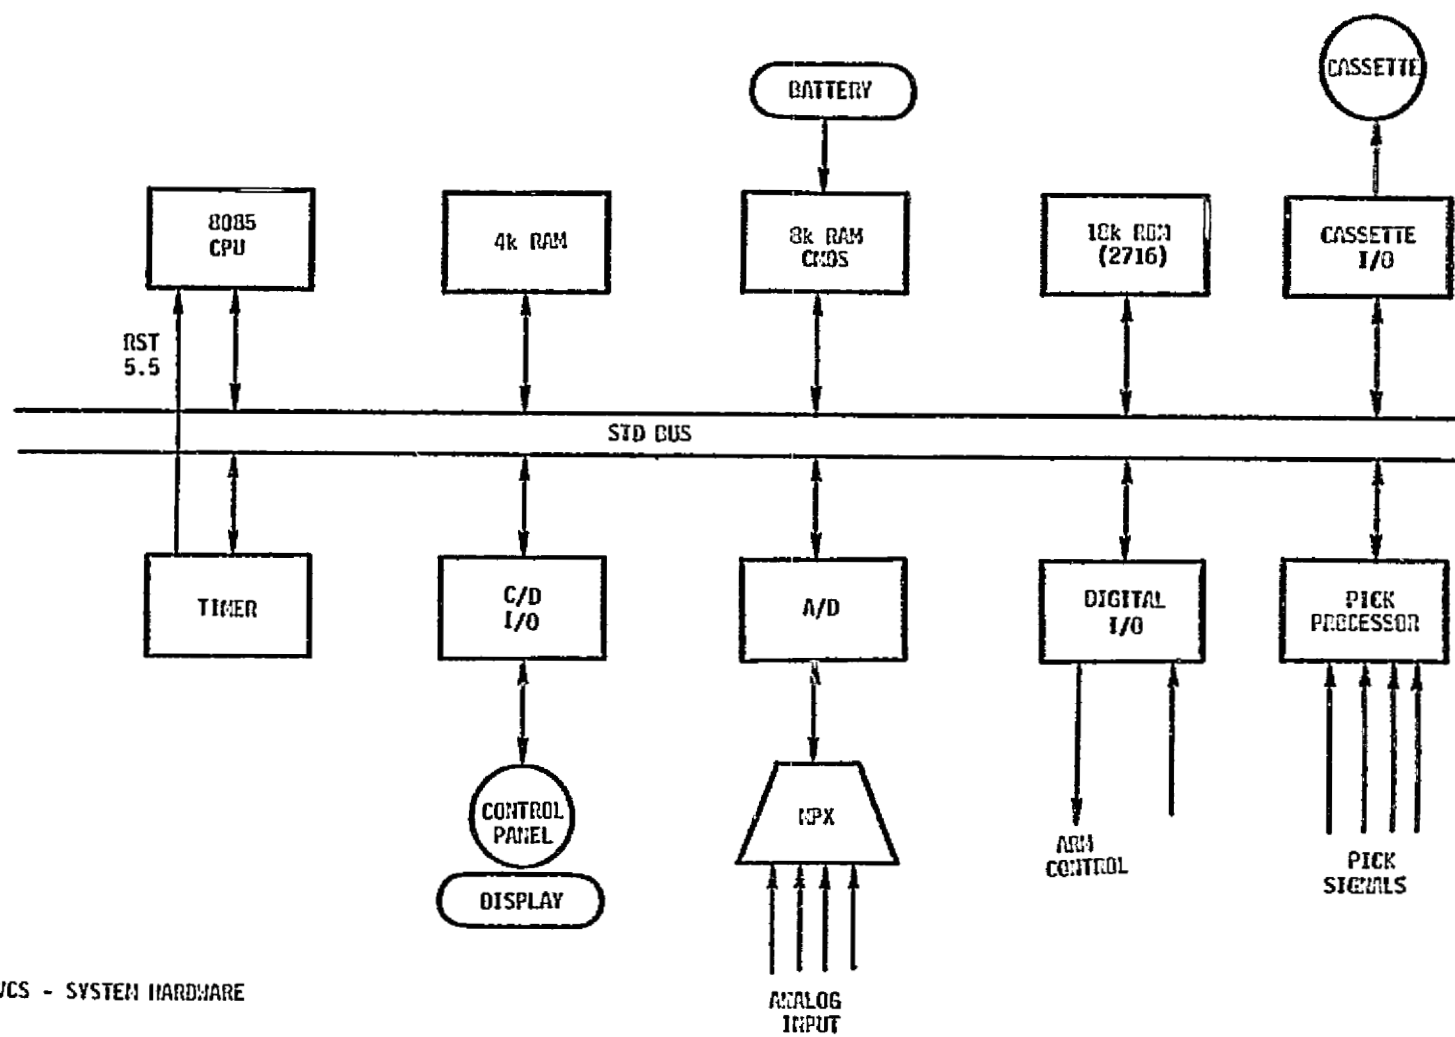 CASSETTE
BATTERY
8085
CPU
4k RAM
8k RAM
CMOS
ROM
(2716)
CASSETTE
I/O
RST
5.5
STD BUS
TIMER
C/D
I/O
A/D
DIGITAL
I/O
PICK
PROCESSOR
CONTROL
PANEL
MPX
ARM
CONTROL
PICK
SIGNALS
DISPLAY
- SYSTEM HARDWARE
ANALOG
INPUT